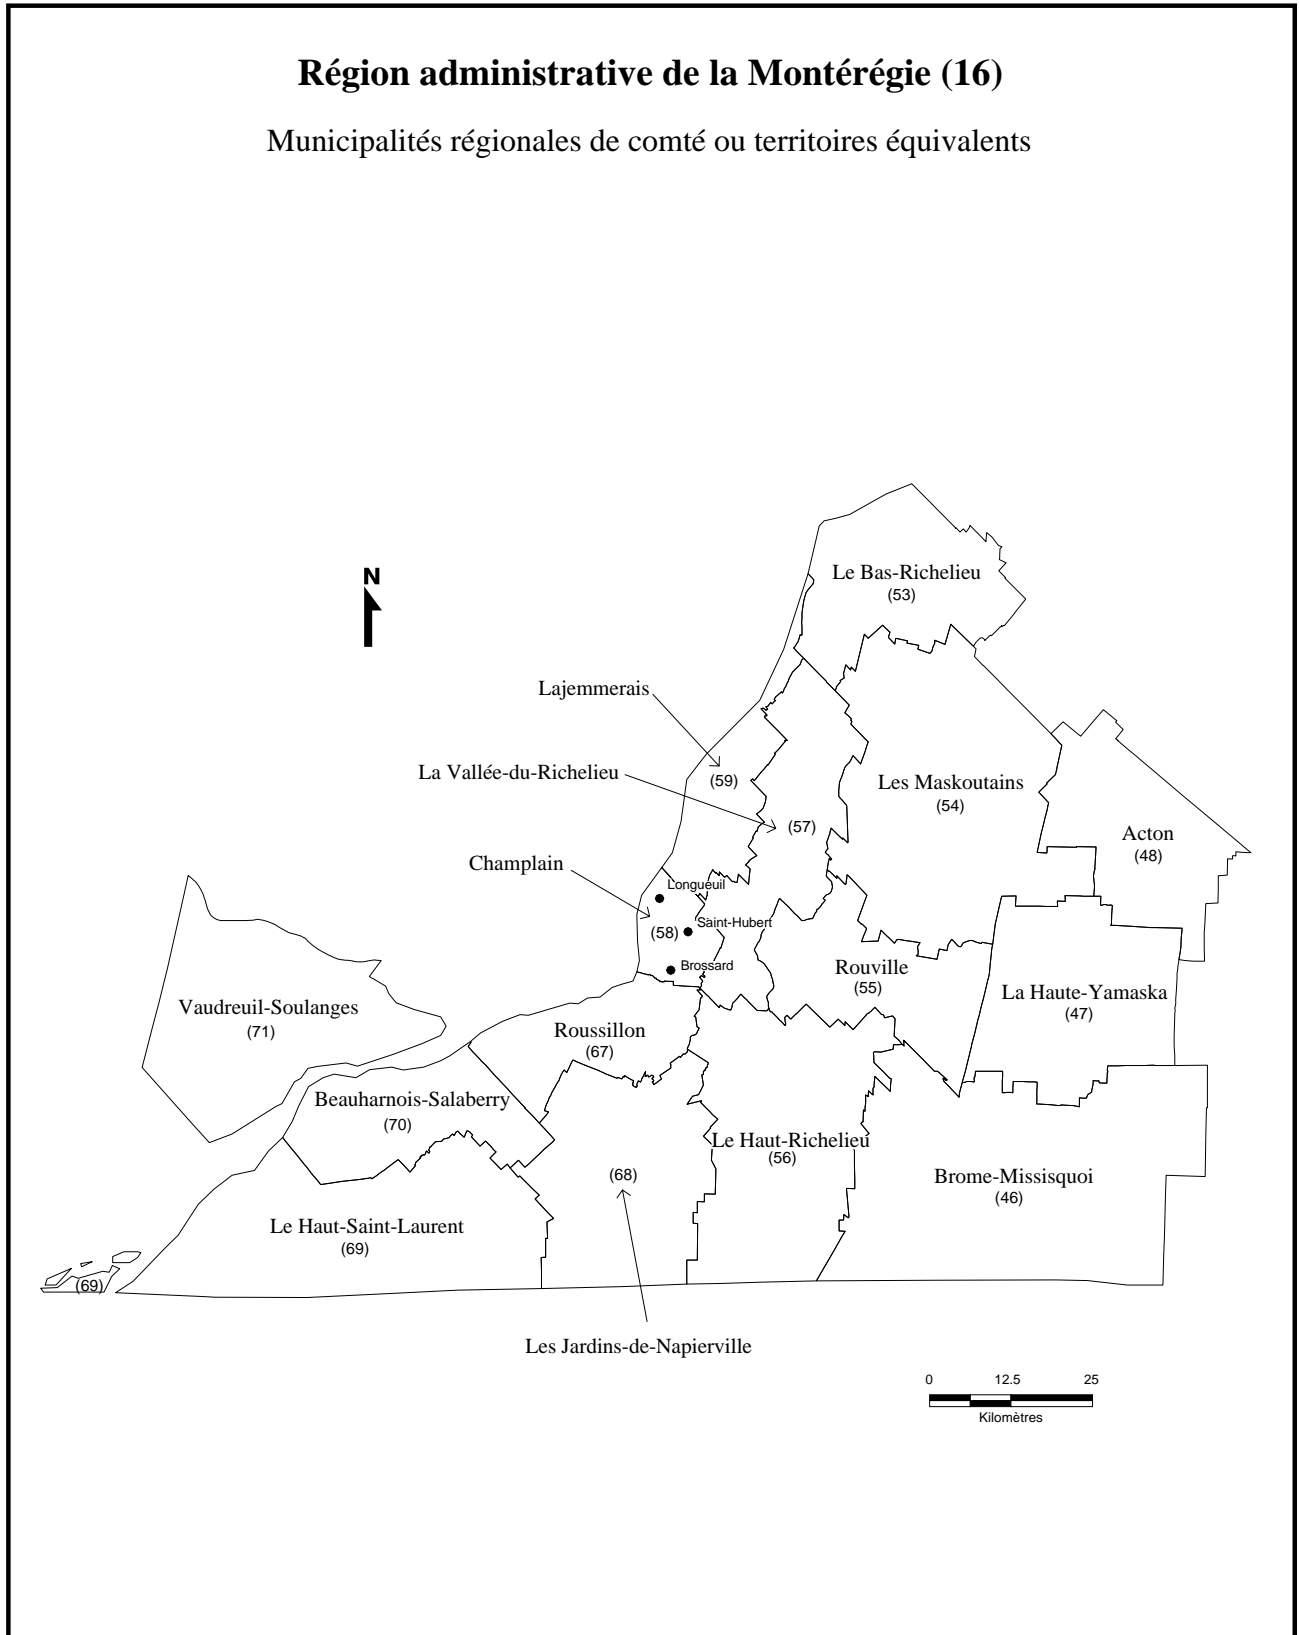 Région administrative de la Montérégie (16)
Municipalités régionales de comté ou territoires équivalents
N
Le Bas-Richelieu
(53)
Lajemmerais
(59)
La Vallée-du-Richelieu
(57)
Les Maskoutains
(54)
Acton
(48)
Champlain
Longueuil
(58)
Saint-Hubert
Brossard
Rouville
(55)
La Haute-Yamaska
(47)
Vaudreuil-Soulanges
(71)
Roussillon
(67)
Beauharnois-Salaberry
(70)
Le Haut-Richelieu
(56)
(68)
Brome-Missisquoi
(46)
Le Haut-Saint-Laurent
(69)
(69)
Les Jardins-de-Napierville
0 12.5 25
Kilomètres